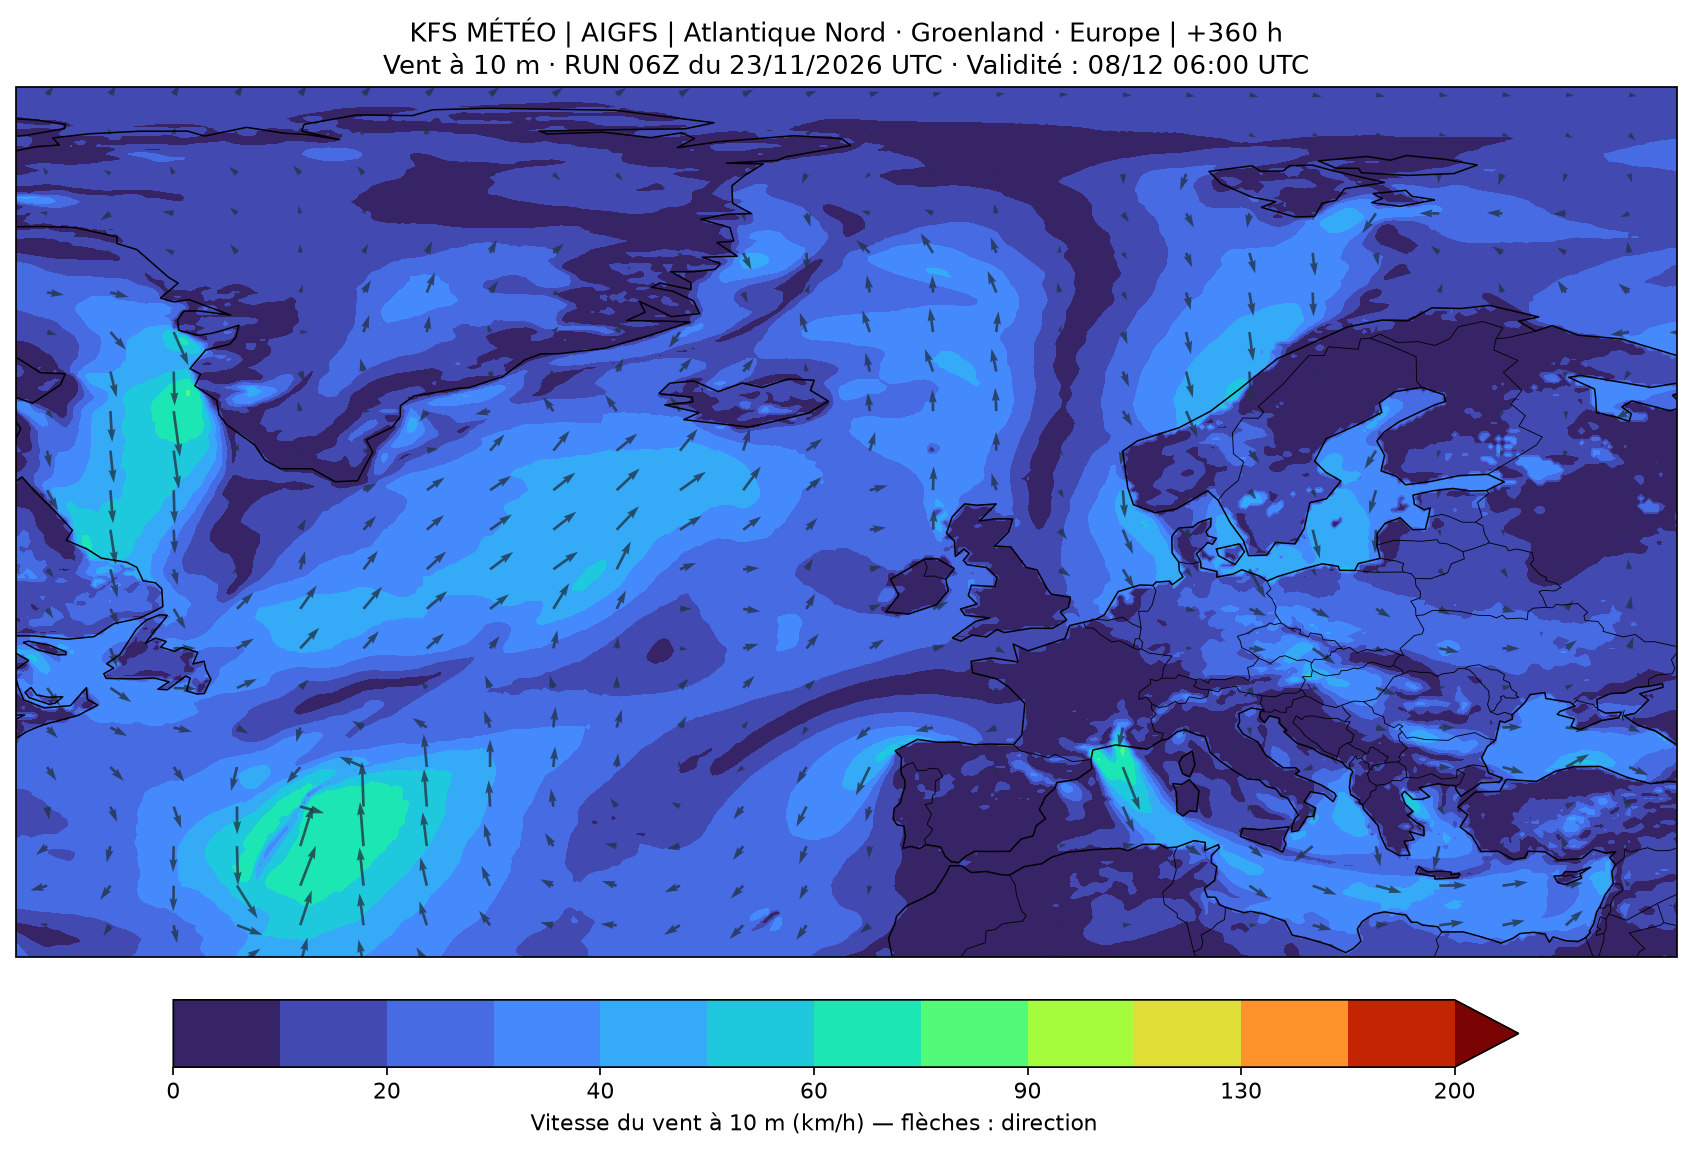 KFS MÉTÉO | AIGFS | Atlantique Nord · Groenland · Europe | +360 h
Vent à 10 m · RUN 06Z du 23/11/2026 UTC · Validité : 08/12 06:00 UTC
0 20 40 60 90 130 200
Vitesse du vent à 10 m (km/h) — flèches : direction